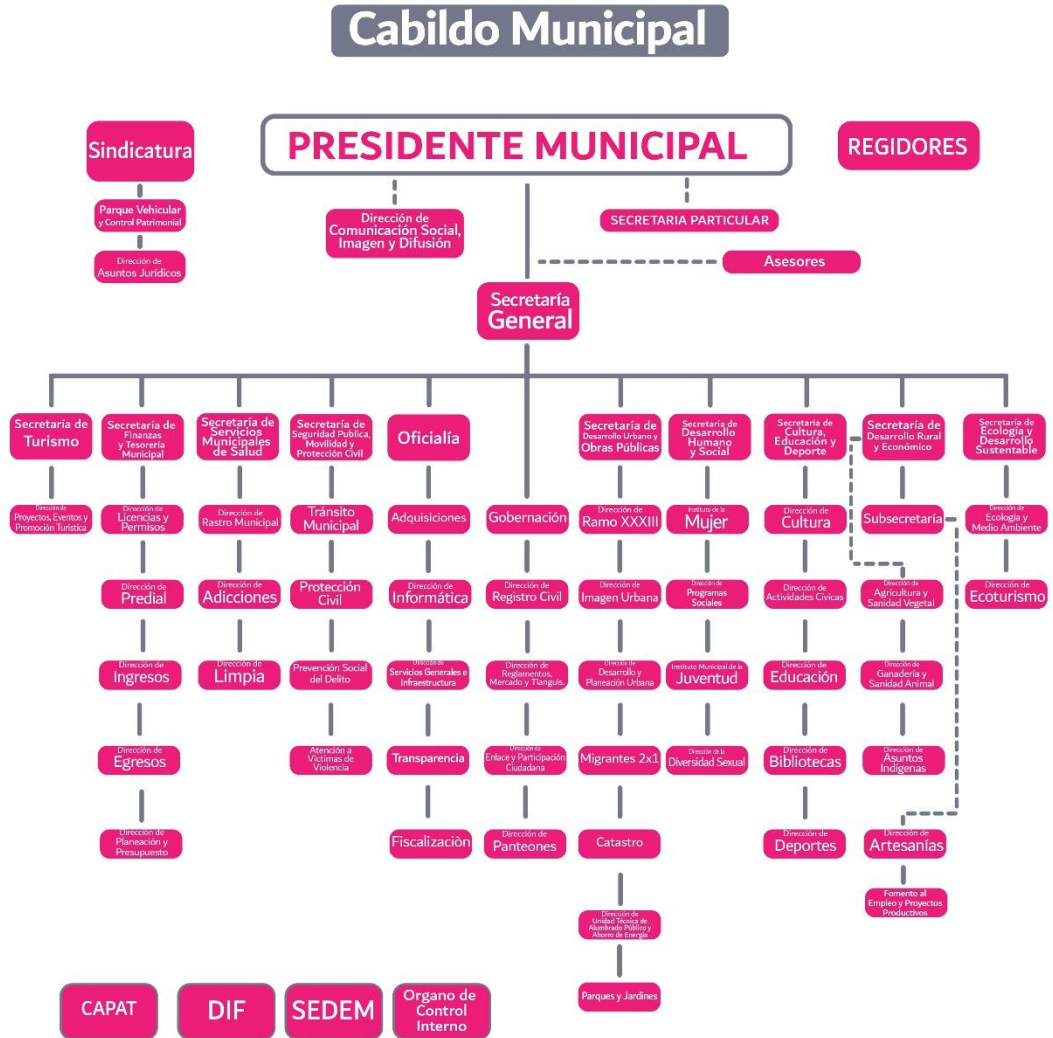 Cabildo Municipal
Sindicatura
PRESIDENTE MUNICIPAL
REGIDORES
Parque Vehicular
y Control Patrimonial
Dirección de
Asuntos Jurídicos
Dirección de
Comunicación Social,
Imagen y Difusión
SECRETARIA PARTICULAR
Asesores
Secretaría
General
Secretaría de
Turismo
Secretaría de
Finanzas
y Tesorería
Municipal
Secretaría de
Servicios
Municipales
de Salud
Secretaría de
Seguridad Publica,
Movilidad y
Protección Civil
Oficialía
Secretaría de
Desarrollo Urbano y
Obras Públicas
Secretaría de
Desarrollo
Humano
y Social
Secretaría de
Cultura,
Educación y
Deporte
Secretaría de
Desarrollo Rural
y Económico
Secretaría de
Ecología y
Desarrollo
Sustentable
Dirección de
Proyectos, Eventos y
Promoción Turística
Dirección de
Licencias y
Permisos
Dirección de
Rastro Municipal
Tránsito
Municipal
Adquisiciones
Gobernación
Dirección de
Ramo XXXIII
Instituto de la
Mujer
Dirección de
Cultura
Subsecretaría
Dirección de
Ecología y
Medio Ambiente
Dirección de
Predial
Dirección de
Adicciones
Protección
Civil
Dirección de
Informática
Dirección de
Registro Civil
Dirección de
Imagen Urbana
Dirección de
Programas
Sociales
Dirección de
Actividades Cívicas
Dirección de
Agricultura y
Sanidad Vegetal
Dirección de
Ecoturismo
Dirección de
Ingresos
Dirección de
Limpia
Prevención Social
del Delito
Dirección de
Servicios Generales e
Infraestructura
Dirección de
Reglamentos,
Mercado y Tianguis.
Dirección de
Desarrollo y
Planeación Urbana
Instituto Municipal de la
Juventud
Dirección de
Educación
Dirección de
Ganadería y
Sanidad Animal
Dirección de
Egresos
Atención a
Víctimas de
Violencia
Transparencia
Dirección de
Enlace y Participación
Ciudadana
Migrantes 2x1
Dirección de la
Diversidad Sexual
Dirección de
Bibliotecas
Dirección de
Asuntos
Indígenas
Dirección de
Planeación y
Presupuesto
Fiscalizaciòn
Dirección de
Panteones
Catastro
Dirección de
Deportes
Dirección de
Artesanías
Fomento al
Empleo y Proyectos
Productivos
Dirección de
Unidad Técnica de
Alumbrado Público y
Ahorro de Energía
Parques y Jardines
CAPAT
DIF
SEDEM
Organo de
Control
Interno